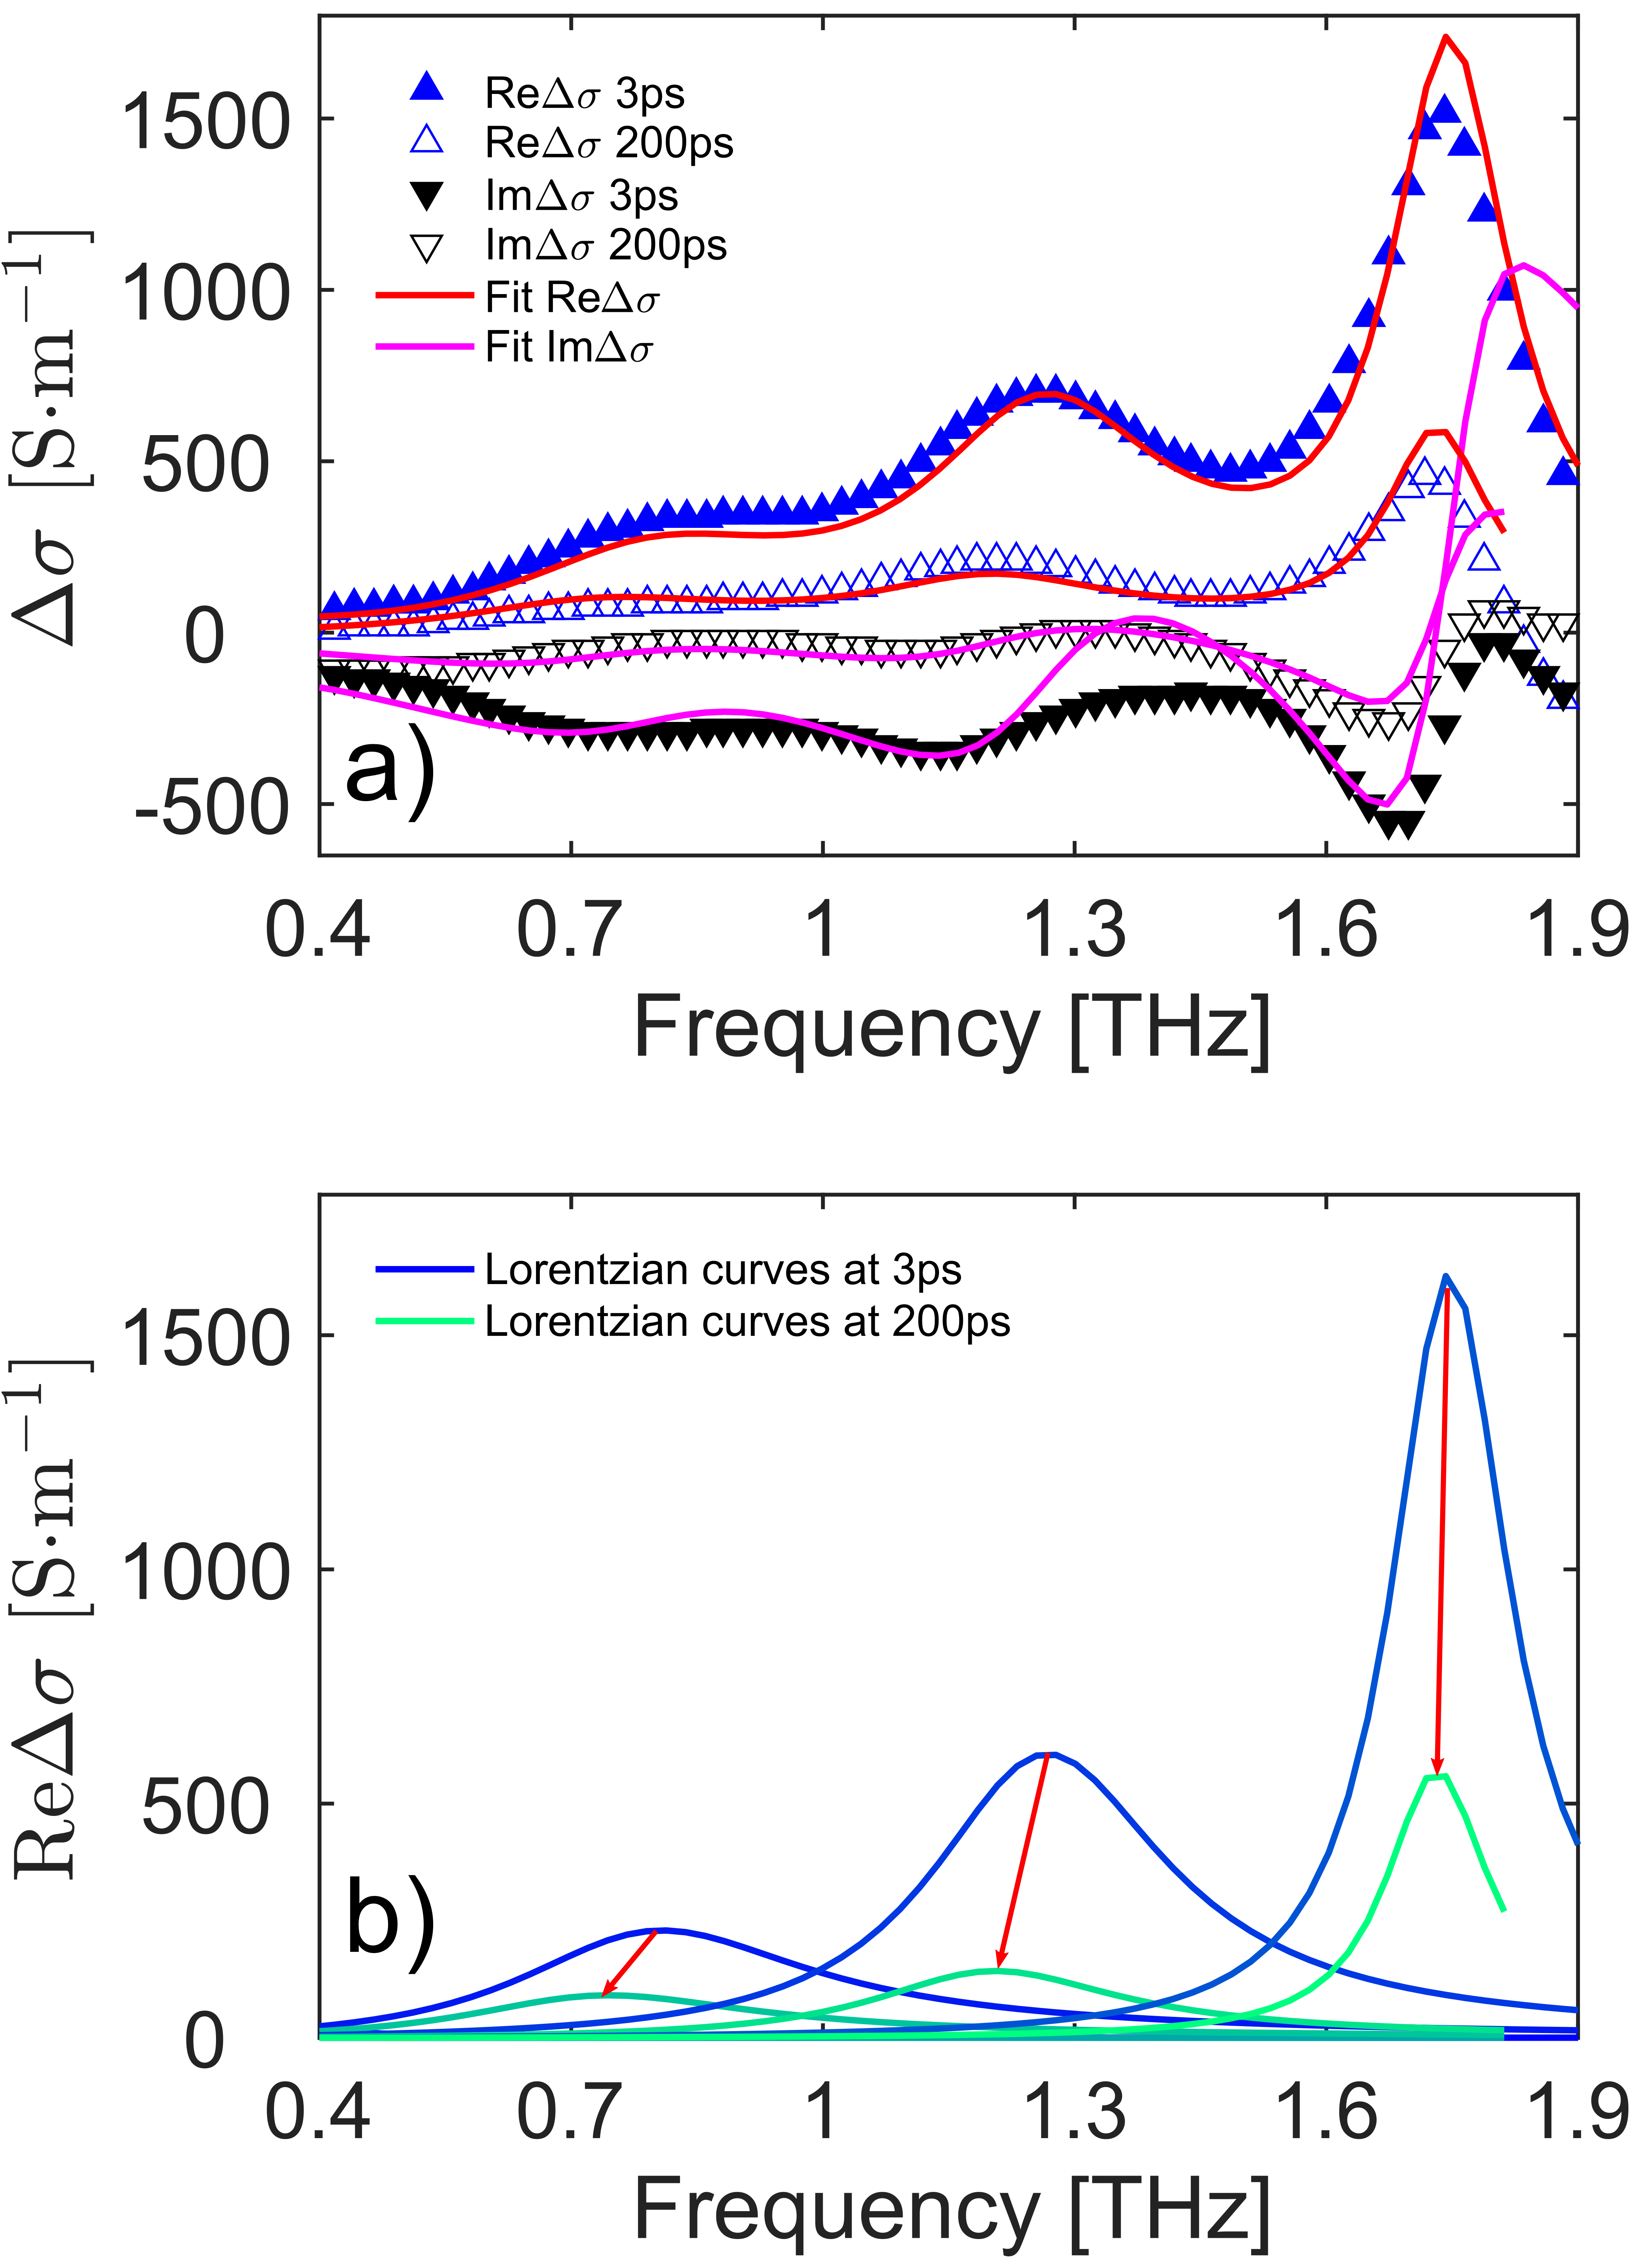 1500
1000
500
0
-500
Δσ [S·m⁻¹]
ReΔσ 3ps
ReΔσ 200ps
ImΔσ 3ps
ImΔσ 200ps
Fit ReΔσ
Fit ImΔσ
a)
0.4 0.7 1 1.3 1.6 1.9
Frequency [THz]
1500
1000
500
0
ReΔσ [S·m⁻¹]
Lorentzian curves at 3ps
Lorentzian curves at 200ps
b)
0.4 0.7 1 1.3 1.6 1.9
Frequency [THz]